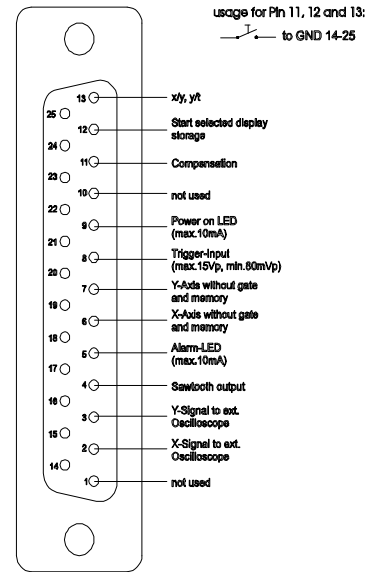 usage for Pin 11, 12 and 13:
to GND 14-25
13 x/y, y/t
25
12 Start selected display
storage
24
11 Compensation
23
10 not used
22
9 Power on LED
(max.10mA)
21
8 Trigger-Input
(max.15Vp, min.60mVp)
20
7 Y-Axis without gate
and memory
19
6 X-Axis without gate
and memory
18
5 Alarm-LED
(max.10mA)
17
4 Sawtooth output
16
3 Y-Signal to ext.
Oscilloscope
15
2 X-Signal to ext.
Oscilloscope
14
1 not used